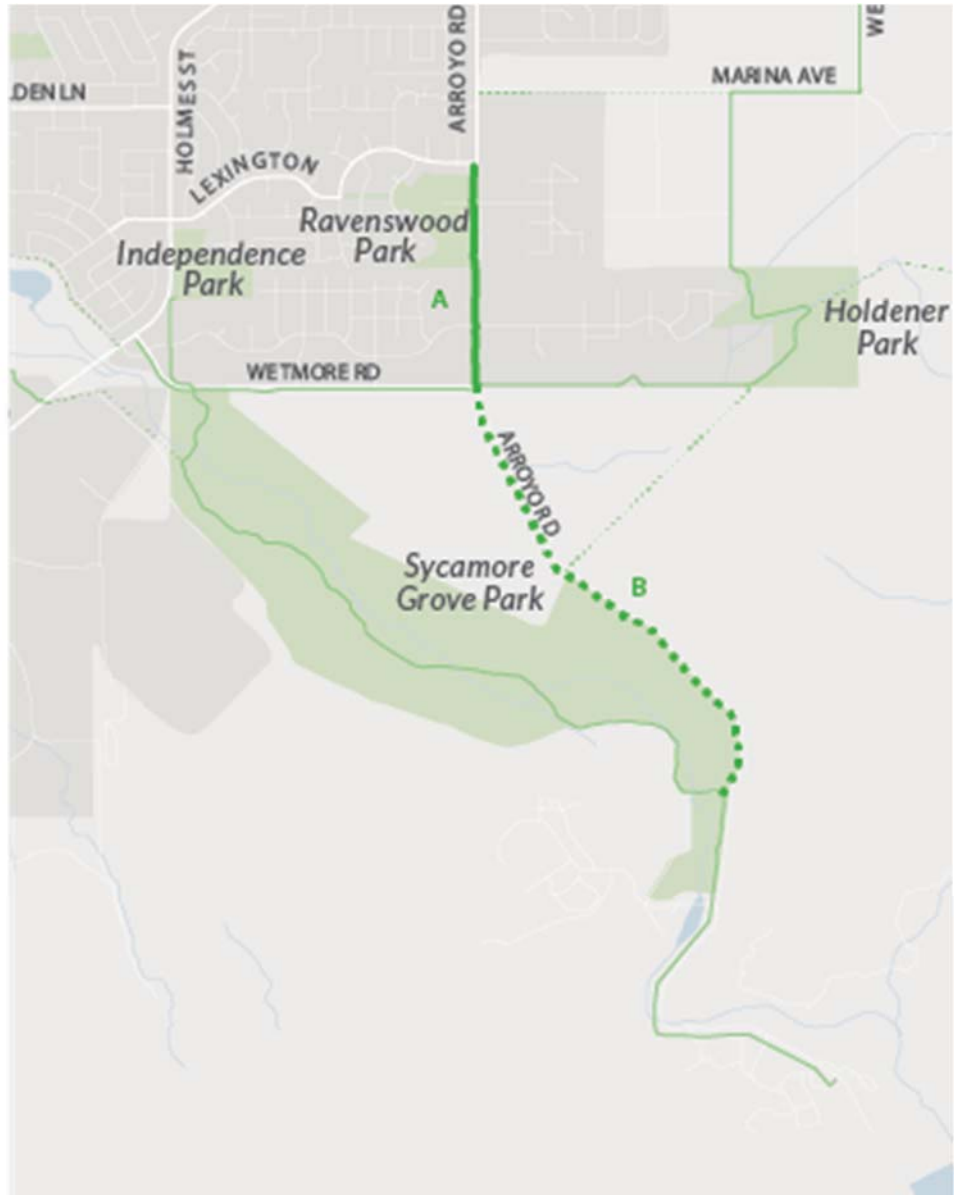 ARROYO RD
WE
MARINA AVE
.DEN LN
HOLMES ST
LEXINGTON
Ravenswood
Park
Independence
Park
A
Holdener
Park
WETMORE RD
ARROYO RD
Sycamore
Grove Park
B